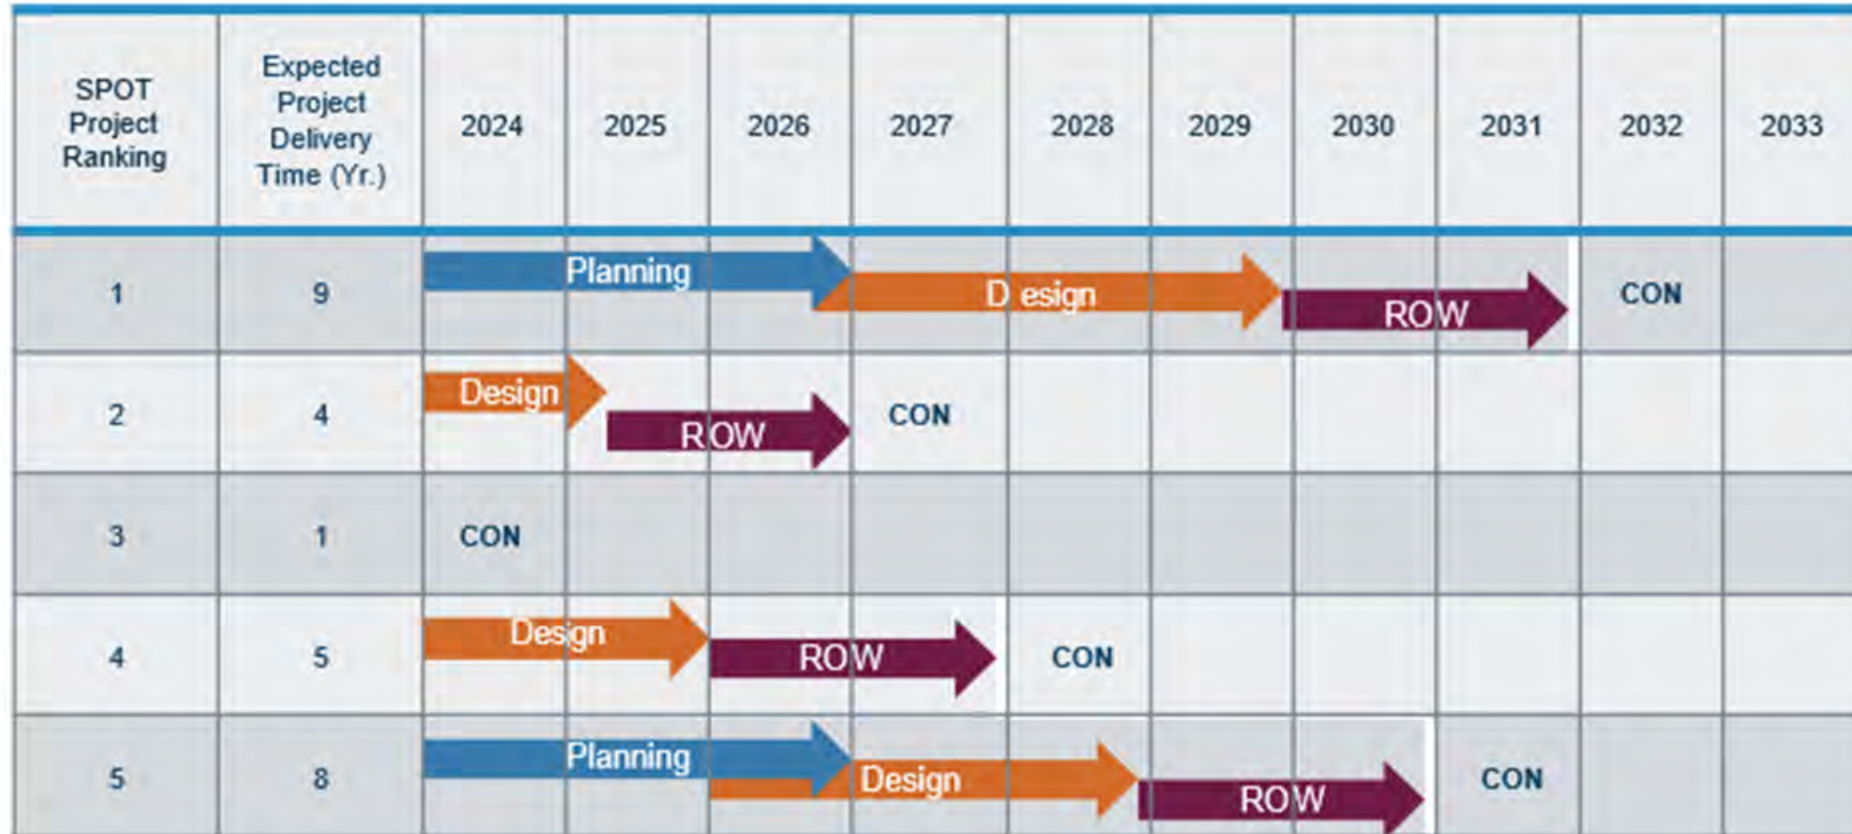 SPOT
Project
Ranking
Expected
Project
Delivery
Time (Yr.)
2024
2025
2026
2027
2028
2029
2030
2031
2032
2033
1
9
Planning
Design
ROW
CON
2
4
Design
ROW
CON
3
1
CON
4
5
Design
ROW
CON
5
8
Planning
Design
ROW
CON